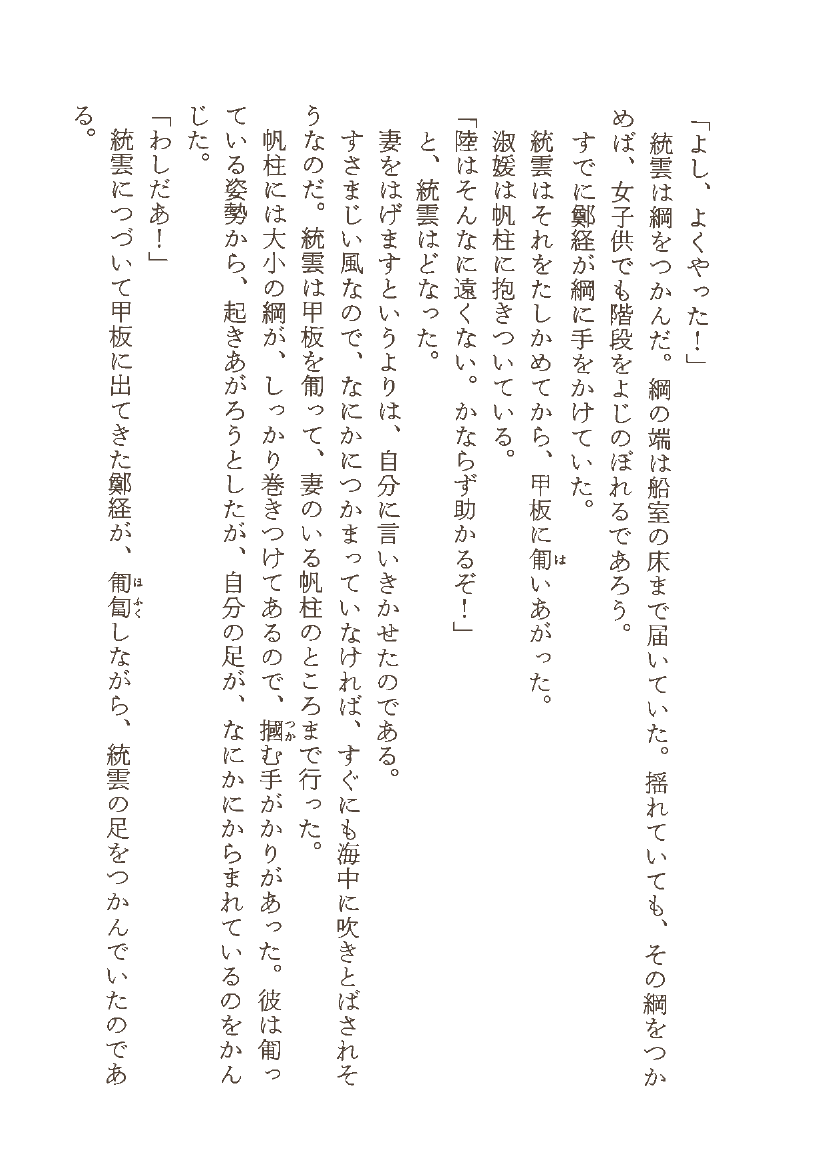 「よし、よくやった！」
統雲は綱をつかんだ。綱の端は船室の床まで届いていた。揺れていても、その綱をつか
めば、女子供でも階段をよじのぼれるであろう。
すでに鄭経が綱に手をかけていた。
統雲はそれをたしかめてから、甲板に匍いあがった。
淑媛は帆柱に抱きついている。
「陸はそんなに遠くない。かならず助かるぞ！」
と、統雲はどなった。
妻をはげますというよりは、自分に言いきかせたのである。
すさまじい風なので、なにかにつかまっていなければ、すぐにも海中に吹きとばされそ
うなのだ。統雲は甲板を匍って、妻のいる帆柱のところまで行った。
帆柱には大小の綱が、しっかり巻きつけてあるので、摑む手がかりがあった。彼は匍っ
ている姿勢から、起きあがろうとしたが、自分の足が、なにかにからまれているのをかん
じた。
「わしだあ！」
統雲につづいて甲板に出てきた鄭経が、匍匐しながら、統雲の足をつかんでいたのであ
る。